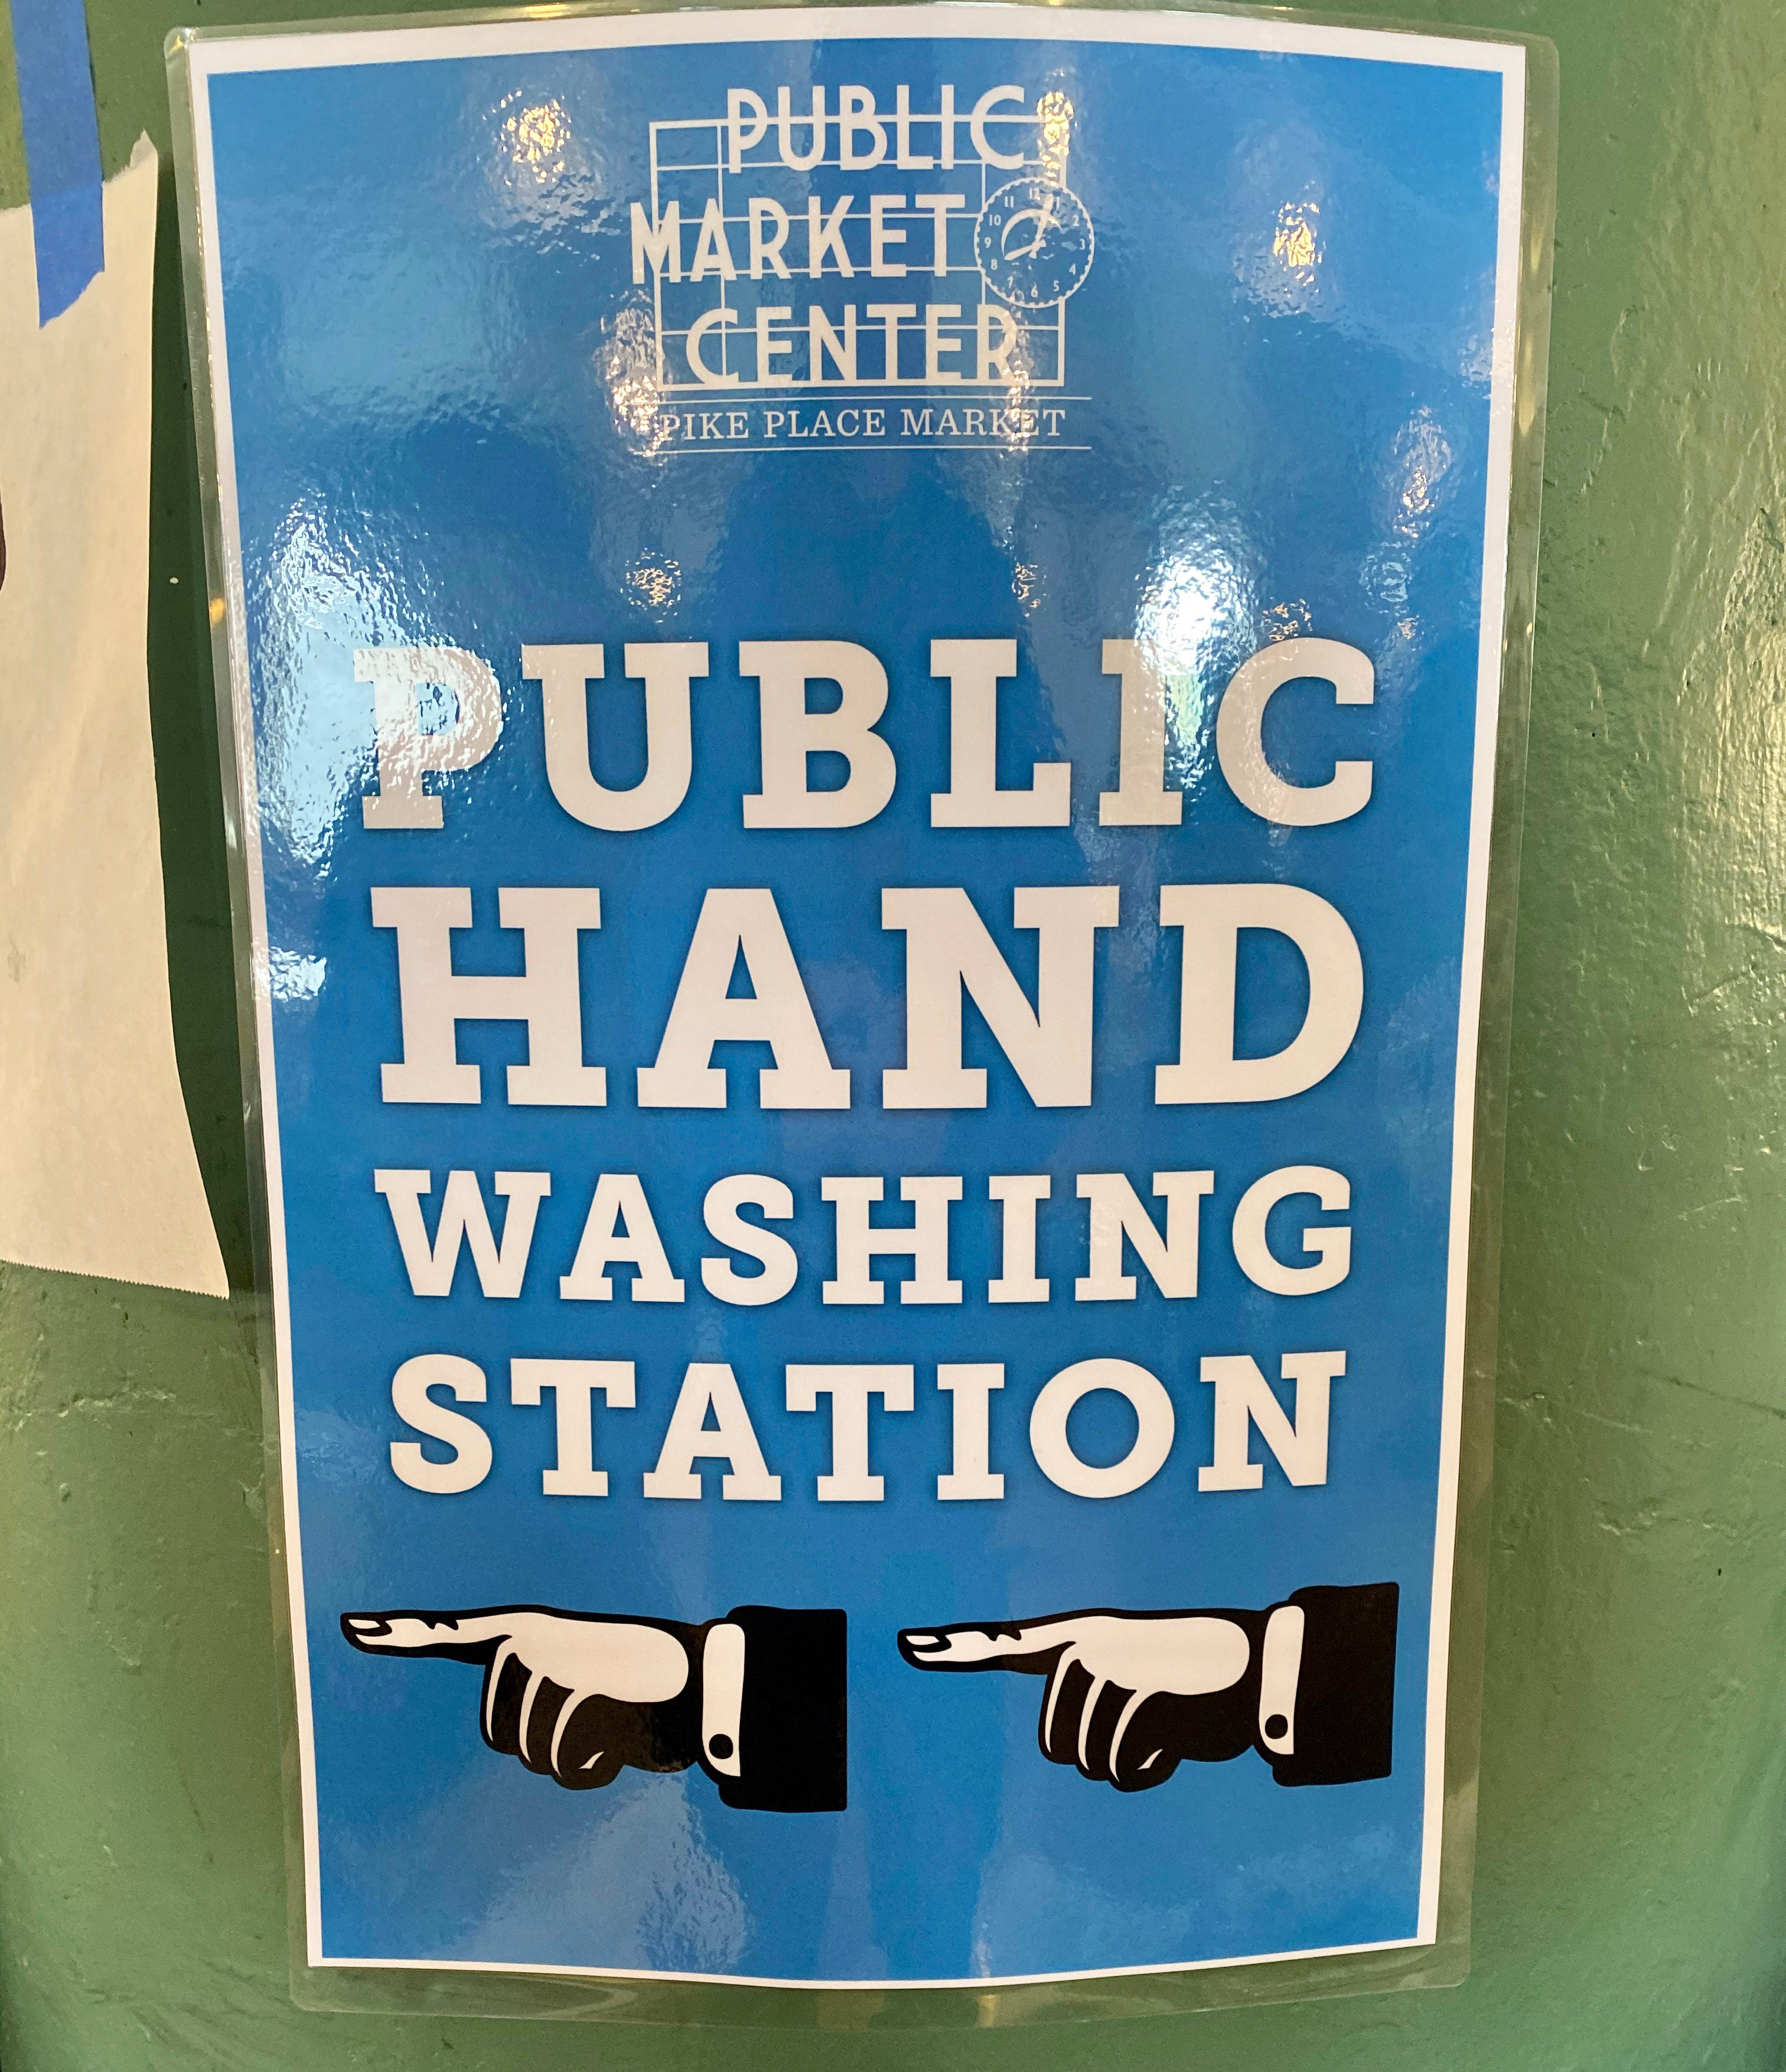 PUBLIC
MARKET
CENTER
PIKE PLACE MARKET
PUBLIC
HAND
WASHING
STATION